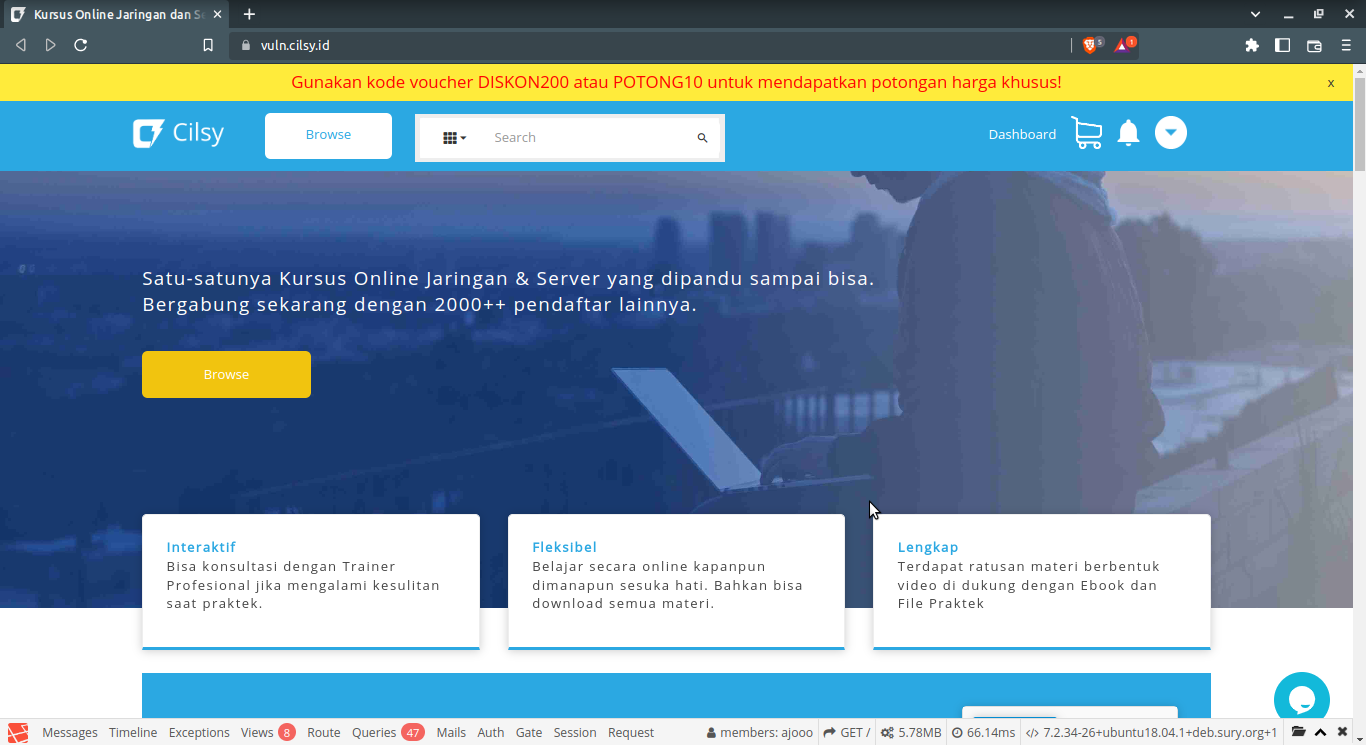 Kursus Online Jaringan dan Se
vuln.cilsy.id
5
1
Gunakan kode voucher DISKON200 atau POTONG10 untuk mendapatkan potongan harga khusus!
x
Cilsy
Browse
Search
Dashboard
Satu-satunya Kursus Online Jaringan & Server yang dipandu sampai bisa.
Bergabung sekarang dengan 2000++ pendaftar lainnya.
Browse
Interaktif
Bisa konsultasi dengan Trainer
Profesional jika mengalami kesulitan
saat praktek.
Fleksibel
Belajar secara online kapanpun
dimanapun sesuka hati. Bahkan bisa
download semua materi.
Lengkap
Terdapat ratusan materi berbentuk
video di dukung dengan Ebook dan
File Praktek
Messages Timeline Exceptions Views 8 Route Queries 47 Mails Auth Gate Session Request members: ajooo GET / 5.78MB 66.14ms 7.2.34-26+ubuntu18.04.1+deb.sury.org+1